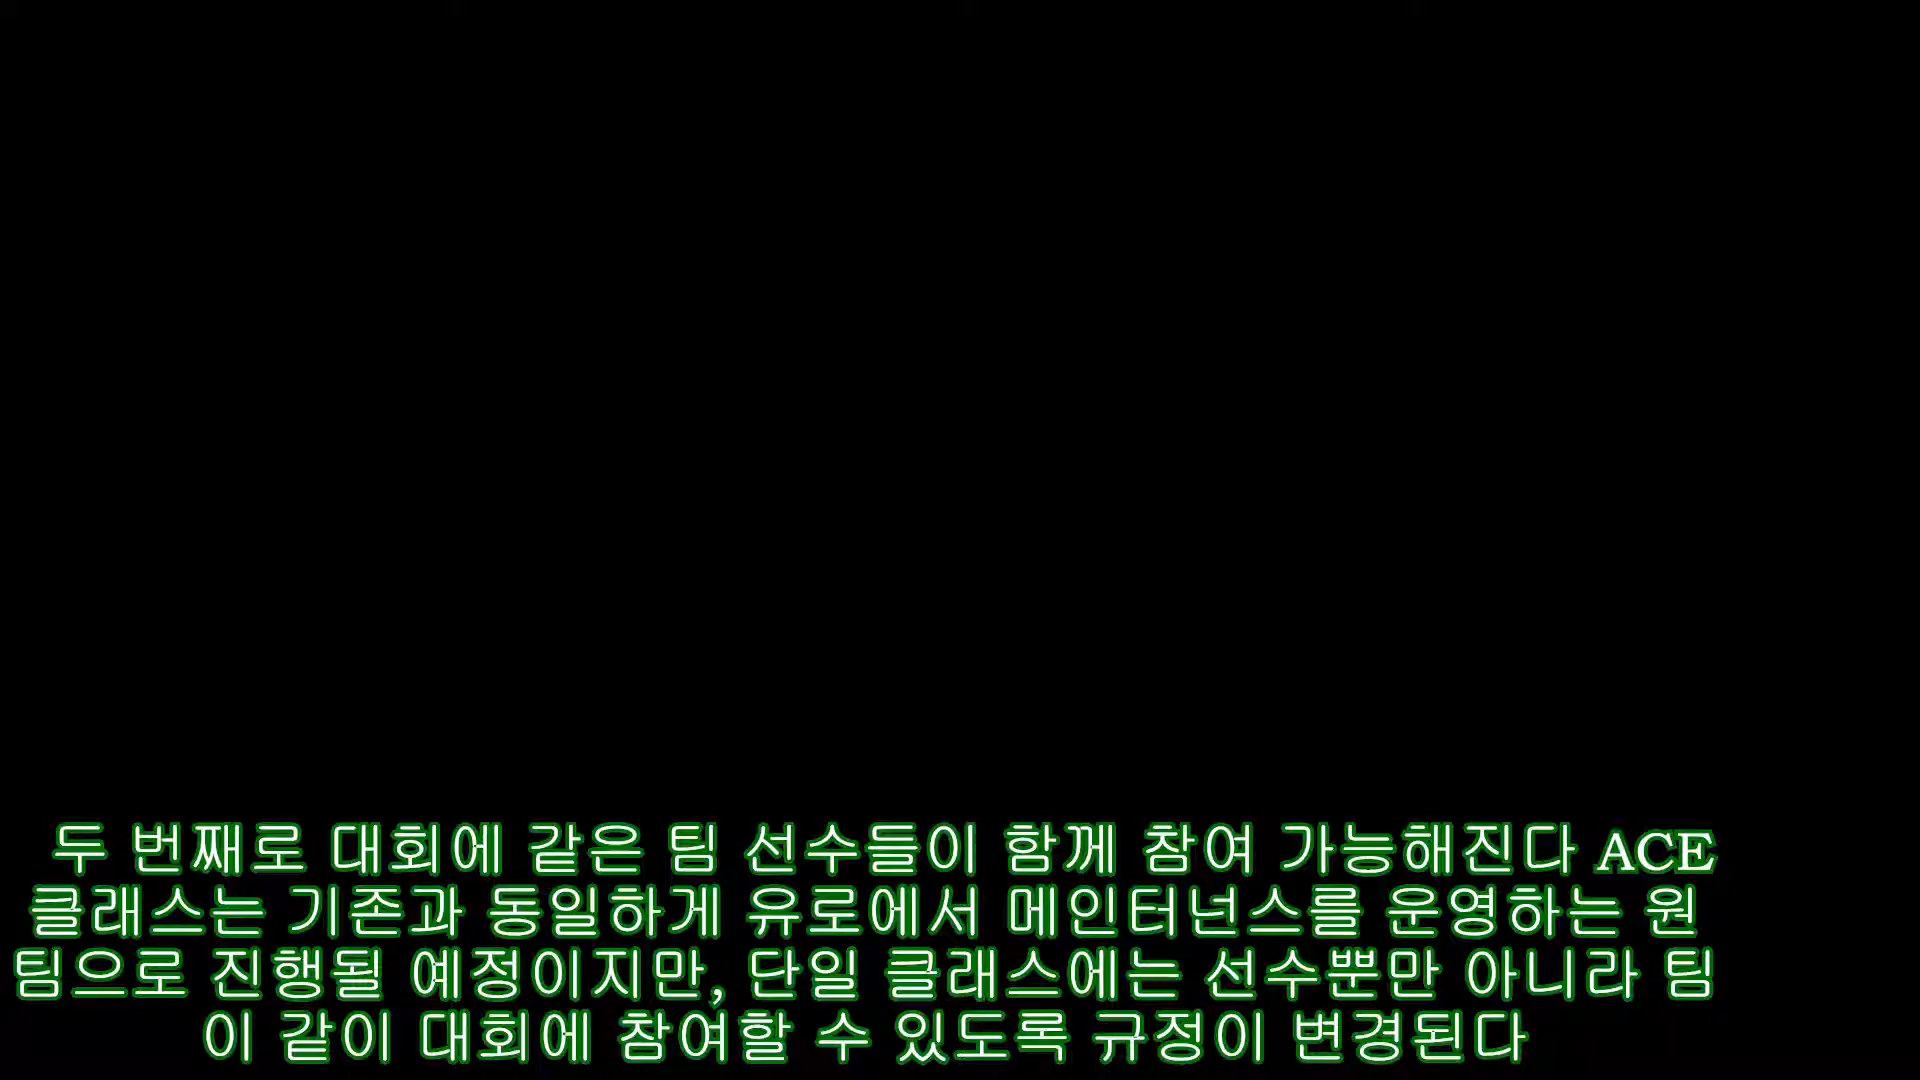 두 번째로 대회에 같은 팀 선수들이 함께 참여 가능해진다 ACE
클래스는 기존과 동일하게 유로에서 메인터넌스를 운영하는 원
팀으로 진행될 예정이지만, 단일 클래스에는 선수뿐만 아니라 팀
이 같이 대회에 참여할 수 있도록 규정이 변경된다